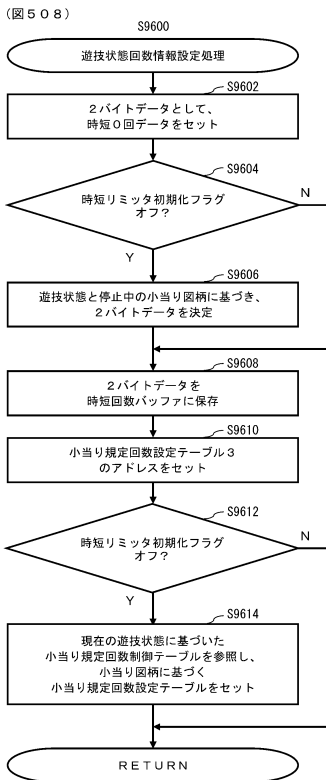 (図508)
S9600
遊技状態回数情報設定処理
S9602
2バイトデータとして、
時短0回データをセット
S9604
時短リミッタ初期化フラグ
オフ?
N
Y
S9606
遊技状態と停止中の小当り図柄に基づき、
2バイトデータを決定
S9608
2バイトデータを
時短回数バッファに保存
S9610
小当り規定回数設定テーブル3
のアドレスをセット
S9612
時短リミッタ初期化フラグ
オフ?
N
Y
S9614
現在の遊技状態に基づいた
小当り規定回数制御テーブルを参照し、
小当り図柄に基づく
小当り規定回数設定テーブルをセット
RETURN